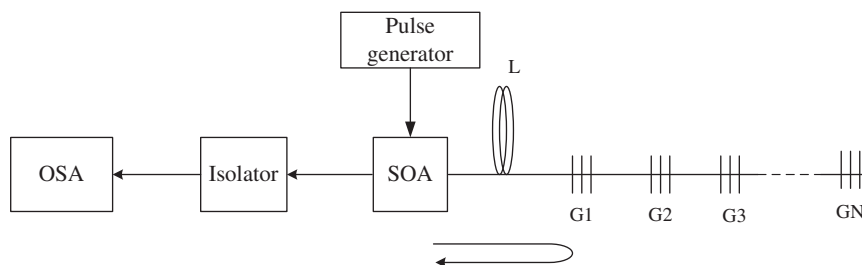 Pulse
generator
L
OSA
Isolator
SOA
G1
G2
G3
GN